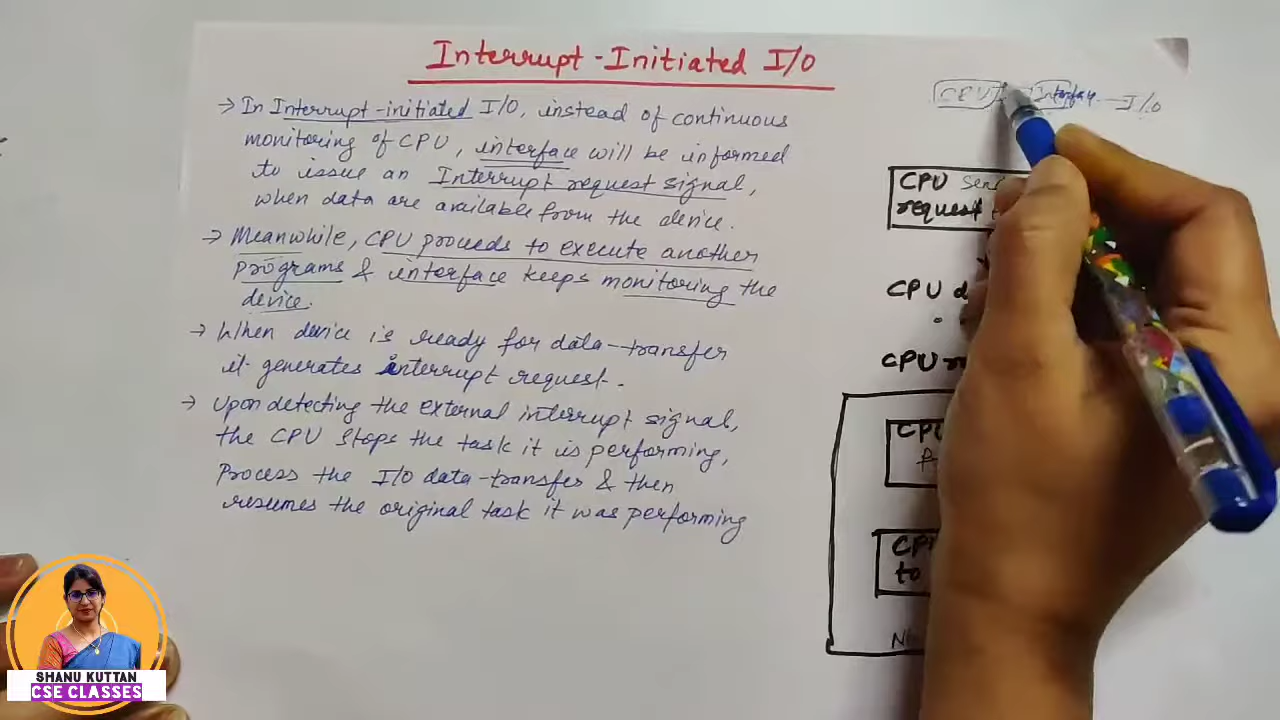 Interrupt-Initiated I/O
CPU Interface I/O
→ In Interrupt-initiated I/O, instead of continuous
monitoring of CPU, interface will be informed
to issue an Interrupt request signal,
when data are available from the device.
→ Meanwhile, CPU proceeds to execute another
programs & interface keeps monitoring the
device.
→ When device is ready for data-transfer
it generates interrupt request.
→ Upon detecting the external interrupt signal,
the CPU stops the task it is performing,
Process the I/O data-transfer & then
resumes the original task it was performing
CPU
request
CPU
CPU
CPU
to
SHANU KUTTAN
CSE CLASSES